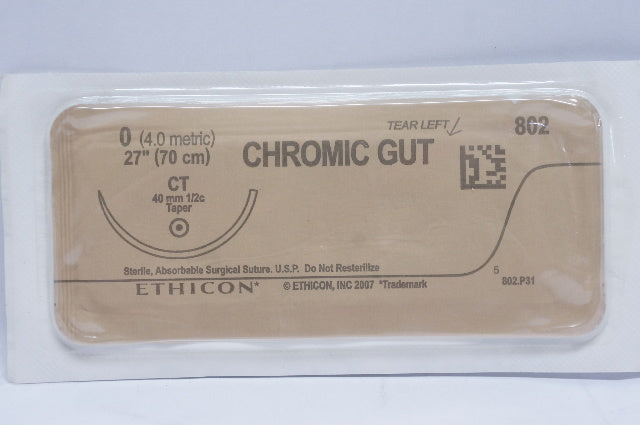 0 (4.0 metric)
27" (70 cm)
CT
40 mm 1/2c
Taper
TEAR LEFT
802
CHROMIC GUT
Sterile, Absorbable Surgical Suture. U.S.P. Do Not Resterilize
ETHICON* © ETHICON, INC 2007 *Trademark
5
802.P31